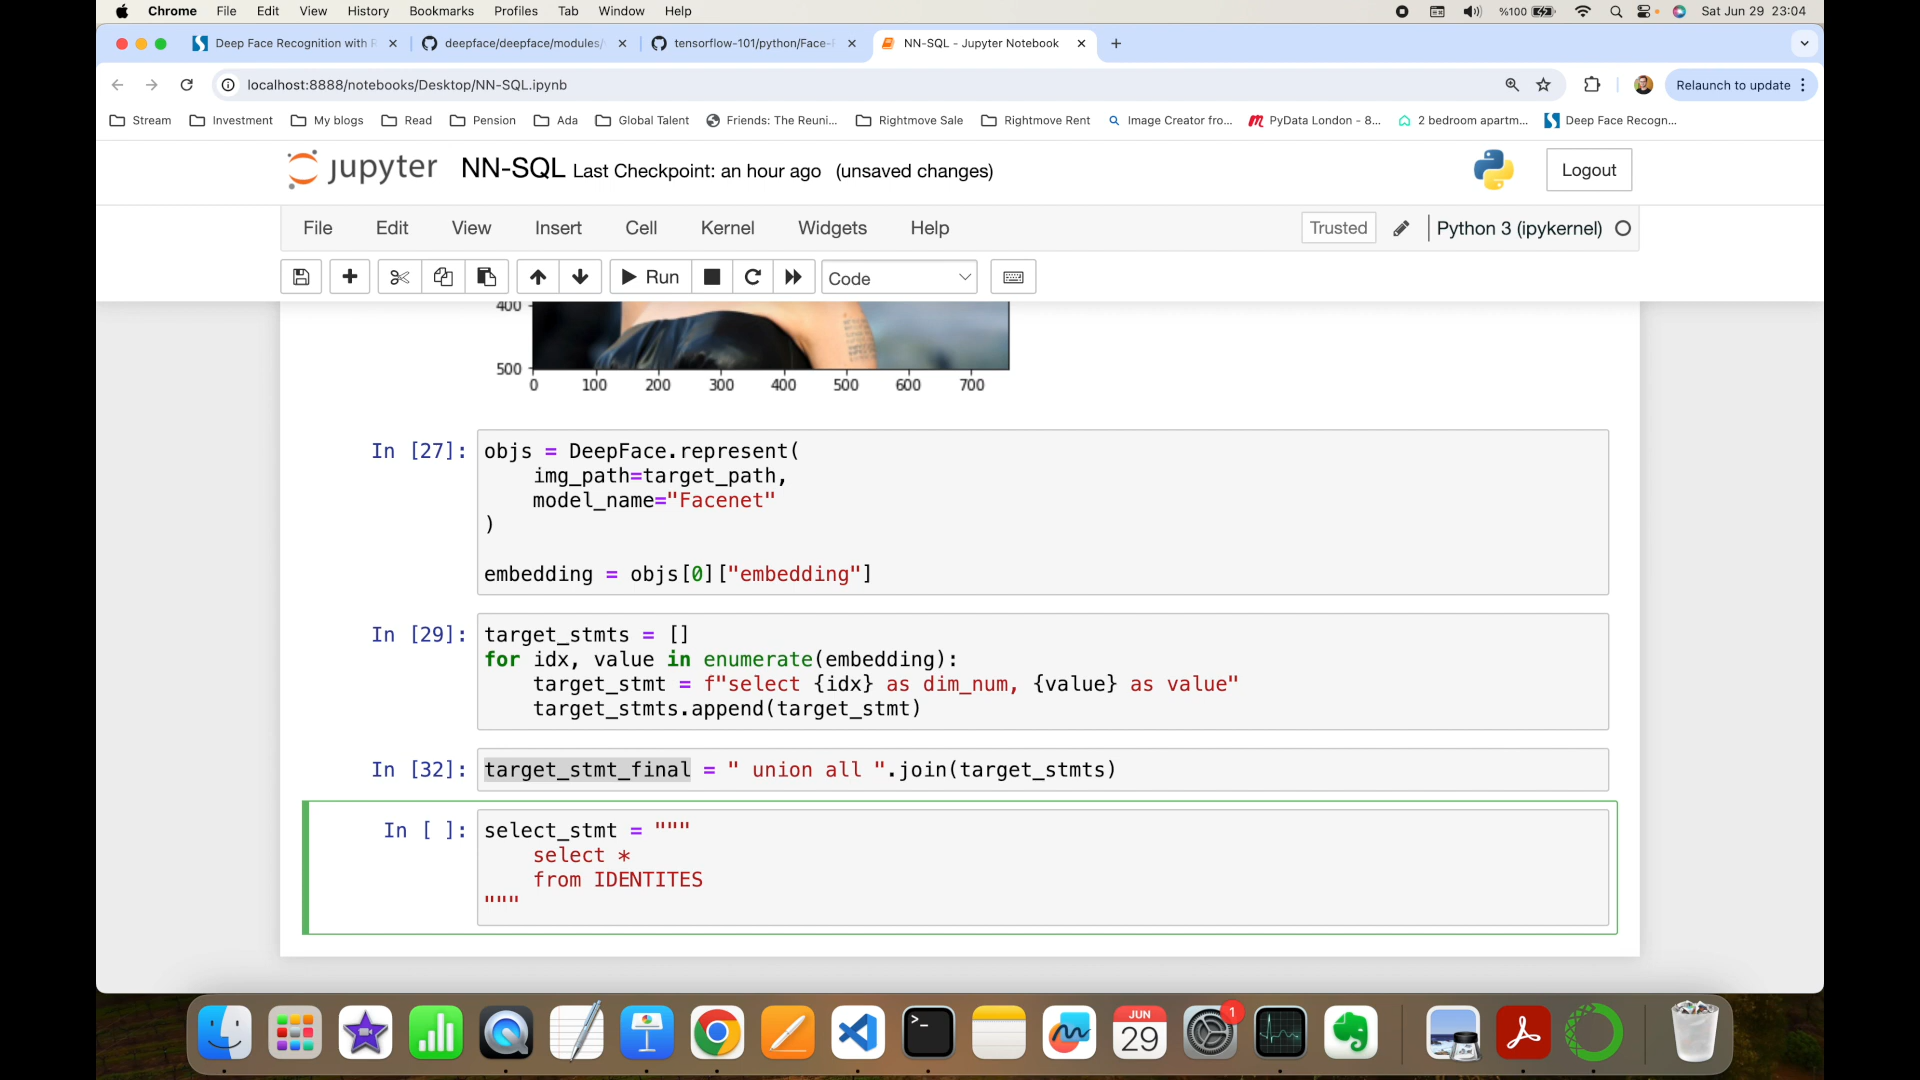 Chrome File Edit View History Bookmarks Profiles Tab Window Help %100 Sat Jun 29 23:04
Deep Face Recognition with deepface/deepface/modules/ tensorflow-101/python/Face- NN-SQL - Jupyter Notebook
localhost:8888/notebooks/Desktop/NN-SQL.ipynb Relaunch to update
Stream Investment My blogs Read Pension Ada Global Talent Friends: The Reuni... Rightmove Sale Rightmove Rent Image Creator fro... PyData London - 8... 2 bedroom apartm... Deep Face Recogn...
jupyter NN-SQL Last Checkpoint: an hour ago (unsaved changes) Logout
File Edit View Insert Cell Kernel Widgets Help Trusted Python 3 (ipykernel)
Run Code
400
500
0 100 200 300 400 500 600 700
In [27]: objs = DeepFace.represent(
img_path=target_path,
model_name="Facenet"
)
embedding = objs[0]["embedding"]
In [29]: target_stmts = []
for idx, value in enumerate(embedding):
target_stmt = f"select {idx} as dim_num, {value} as value"
target_stmts.append(target_stmt)
In [32]: target_stmt_final = " union all ".join(target_stmts)
In [ ]: select_stmt = """
select *
from IDENTITES
"""
JUN
29
1